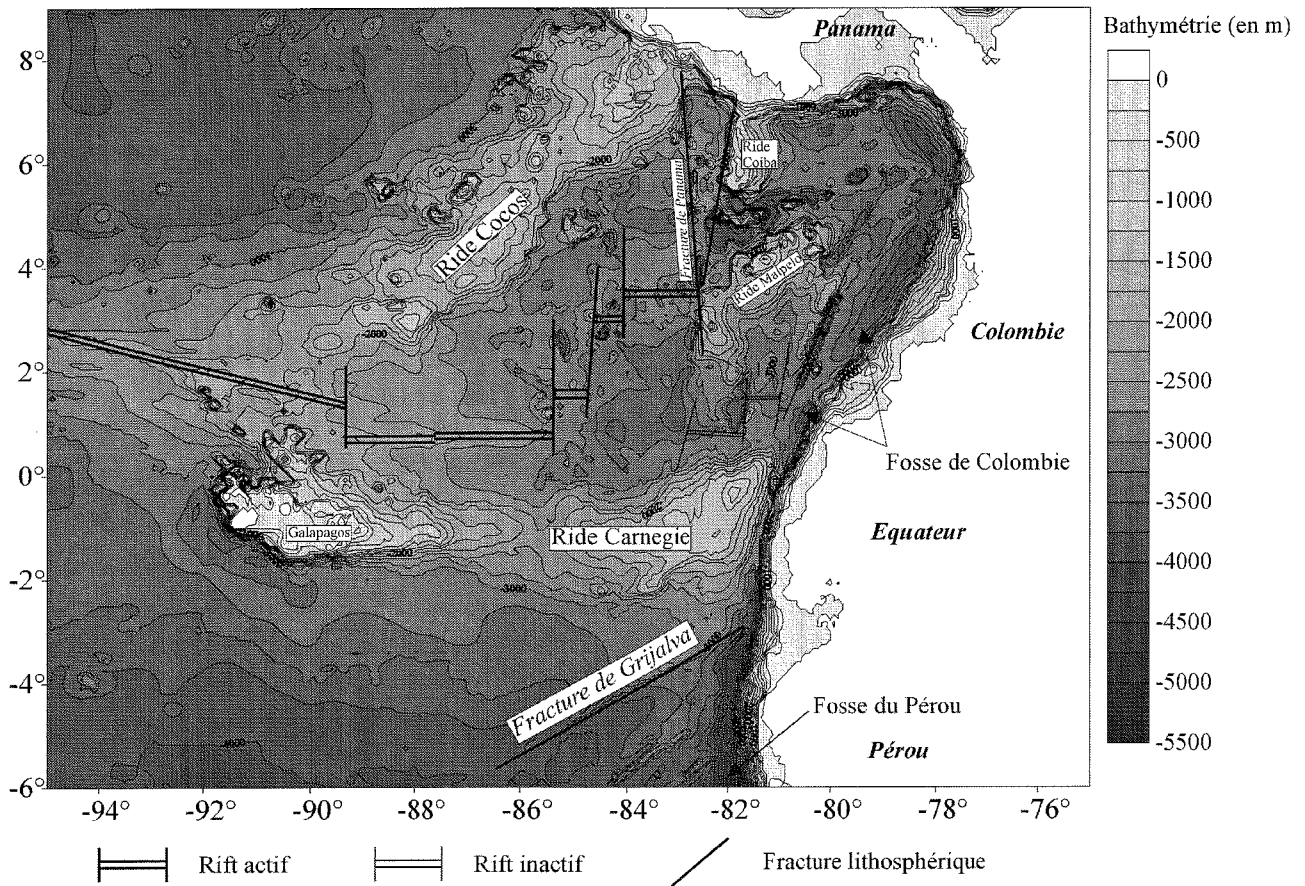 Bathymétrie (en m)
0
-500
-1000
-1500
-2000
-2500
-3000
-3500
-4000
-4500
-5000
-5500
8°
6°
4°
2°
0°
-2°
-4°
-6°
Panama
Ride
Coiba
Fracture de Panama
Ride Cocos
Ride Malpelo
Colombie
Fosse de Colombie
Galapagos
Ride Carnegie
Equateur
Fracture de Grijalva
Fosse du Pérou
Pérou
-2000
-2000
-3000
-94°
-92°
-90°
-88°
-86°
-84°
-82°
-80°
-78°
-76°
Rift actif
Rift inactif
Fracture lithosphérique